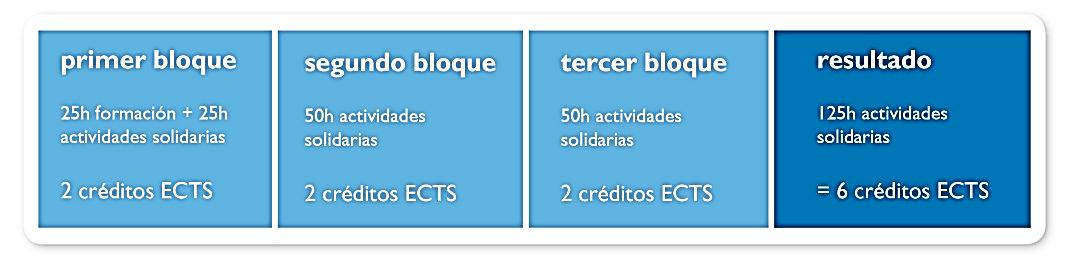 primer bloque
25h formación + 25h
actividades solidarias
2 créditos ECTS
segundo bloque
50h actividades
solidarias
2 créditos ECTS
tercer bloque
50h actividades
solidarias
2 créditos ECTS
resultado
125h actividades
solidarias
= 6 créditos ECTS